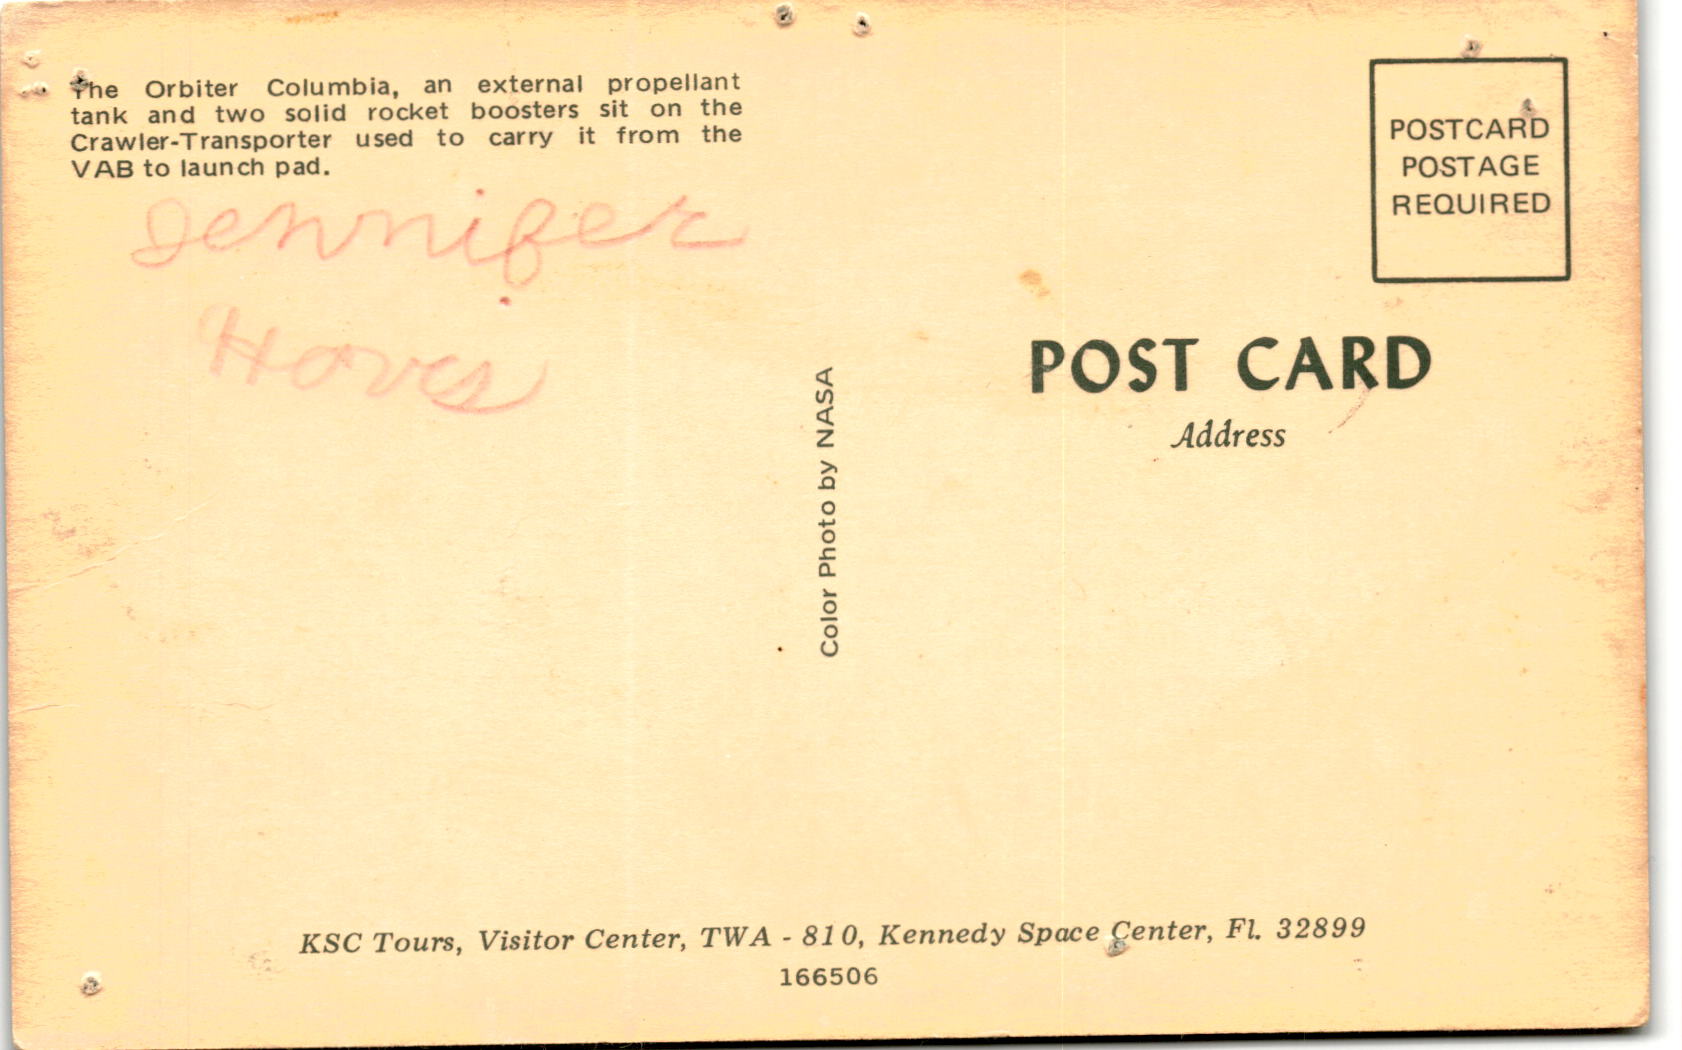 The Orbiter Columbia, an external propellant
tank and two solid rocket boosters sit on the
Crawler-Transporter used to carry it from the
VAB to launch pad.
Jennifer
POSTCARD
POSTAGE
REQUIRED
POST CARD
Address
Color Photo by NASA
KSC Tours, Visitor Center, TWA - 810, Kennedy Space Center, Fl. 32899
166506